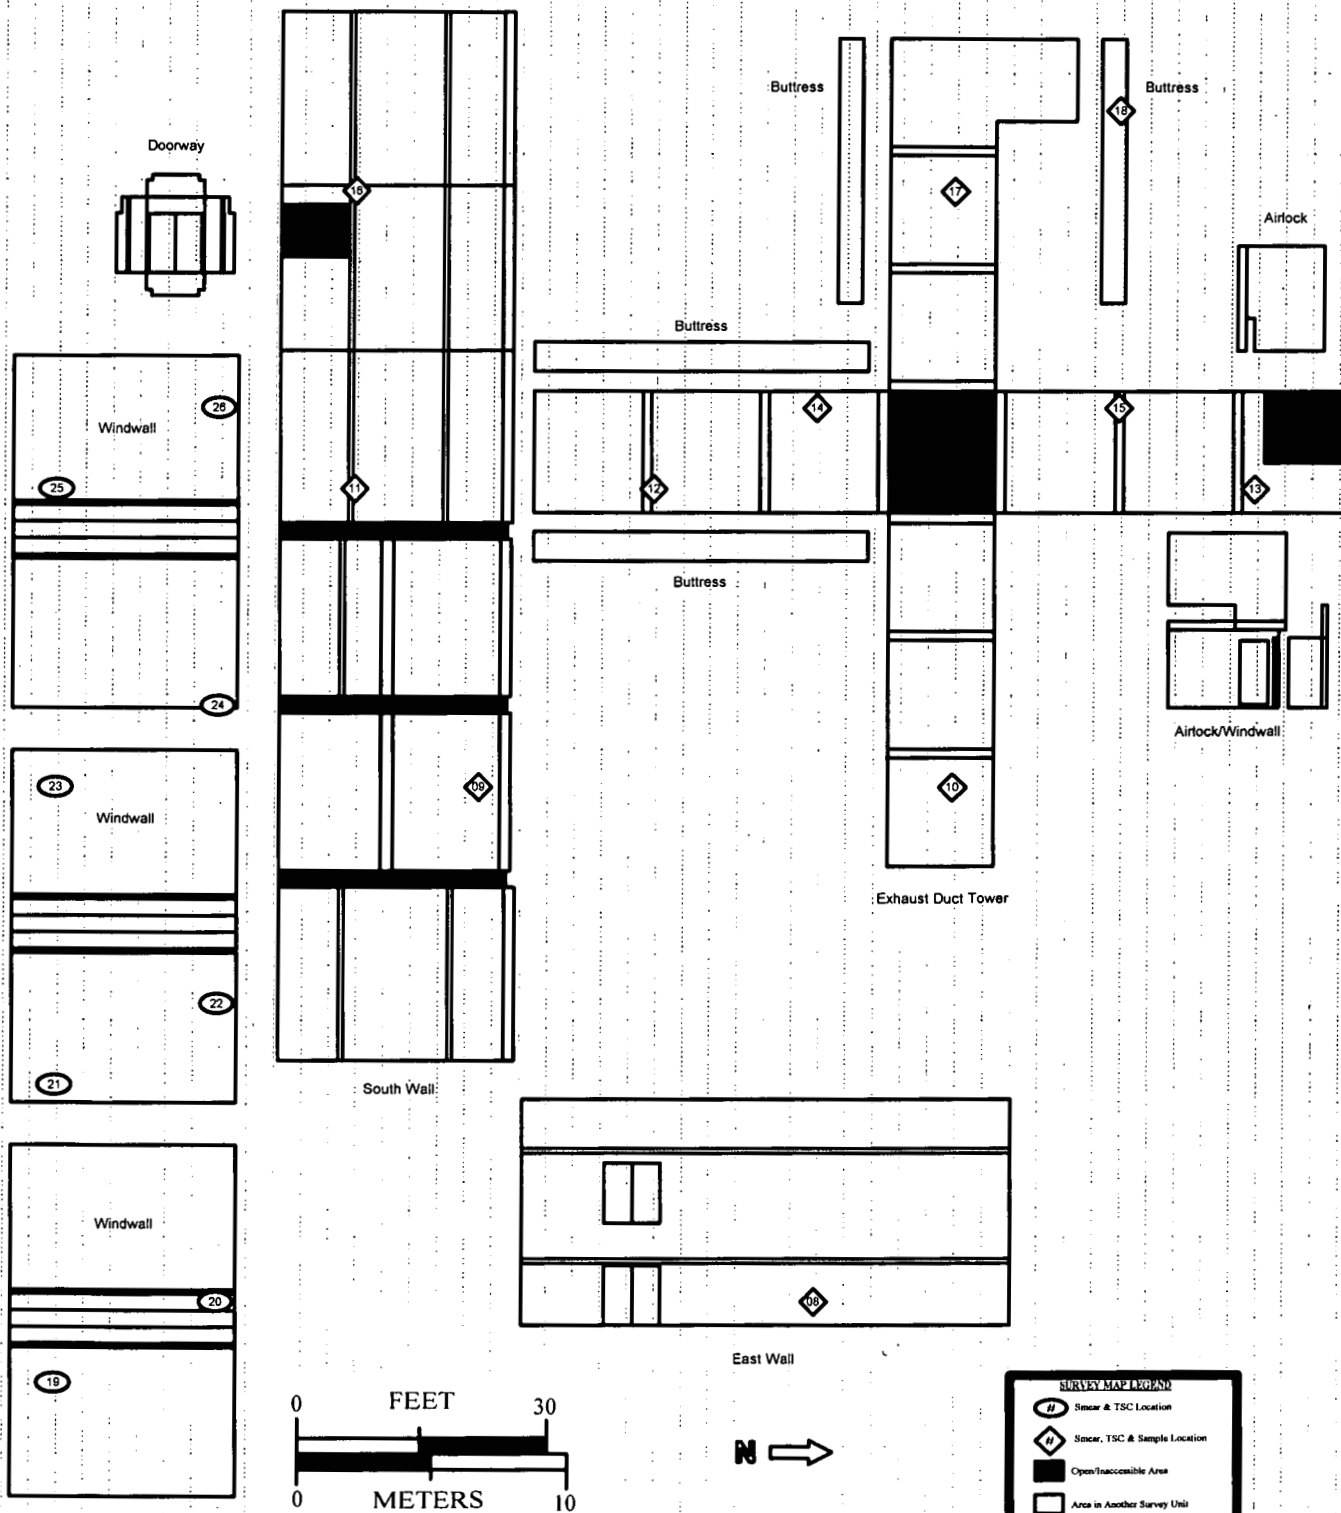 Buttress
18
Buttress
Doorway
16
17
Airlock
Buttress
26
14
15
Windwall
25
11
12
13
Buttress
24
Airlock/Windwall
23
09
10
Windwall
Exhaust Duct Tower
22
21
South Wall
Windwall
20
08
East Wall
19
SURVEY MAP LEGEND
# Smear & TSC Location
# Smear, TSC & Sample Location
Open/Inaccessible Area
Area in Another Survey Unit
0 FEET 30
N
0 METERS 10